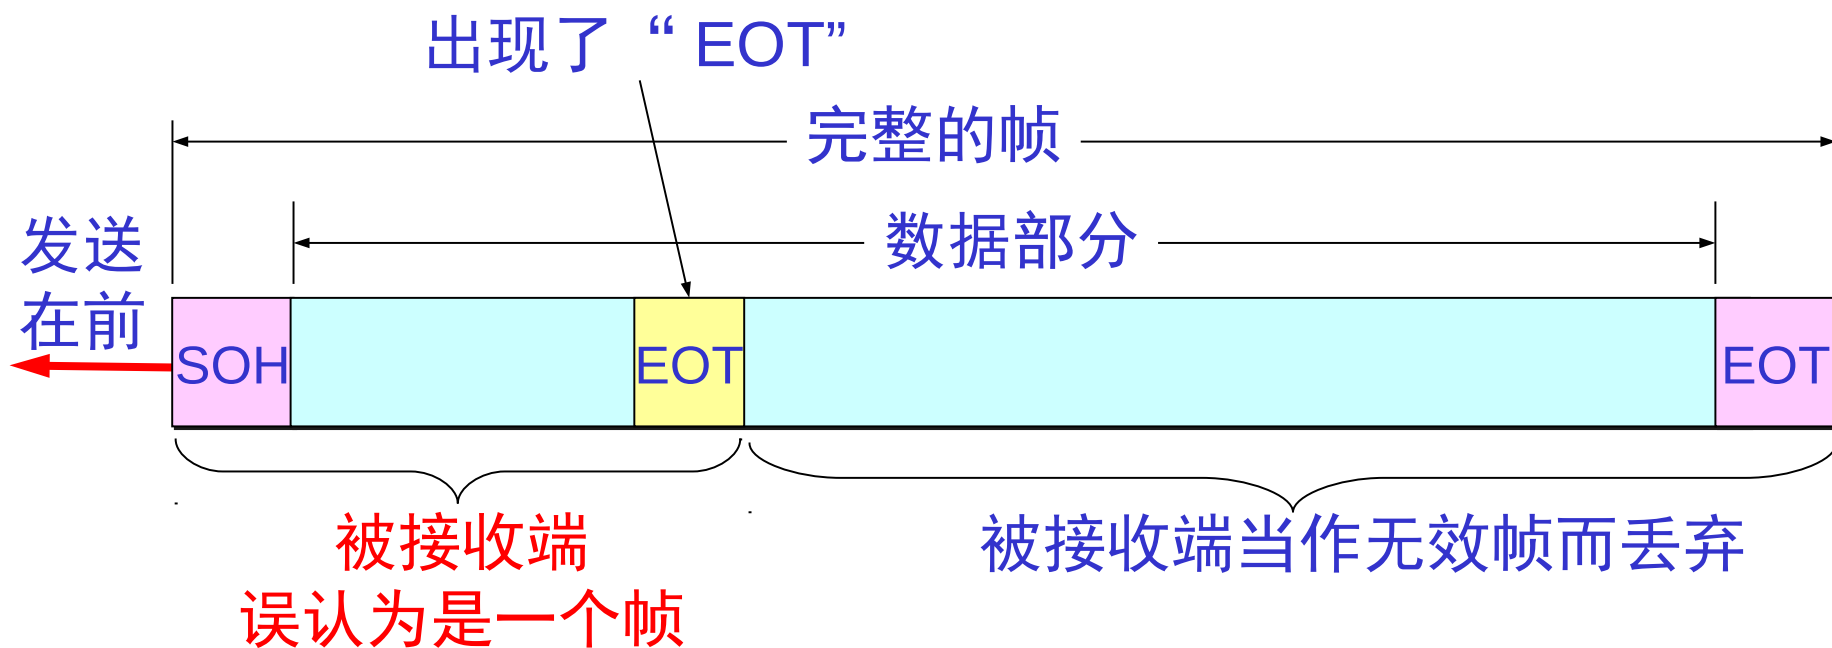 出现了 “ EOT”
完整的帧
数据部分
发送
在前
SOH
EOT
EOT
被接收端
误认为是一个帧
被接收端当作无效帧而丢弃